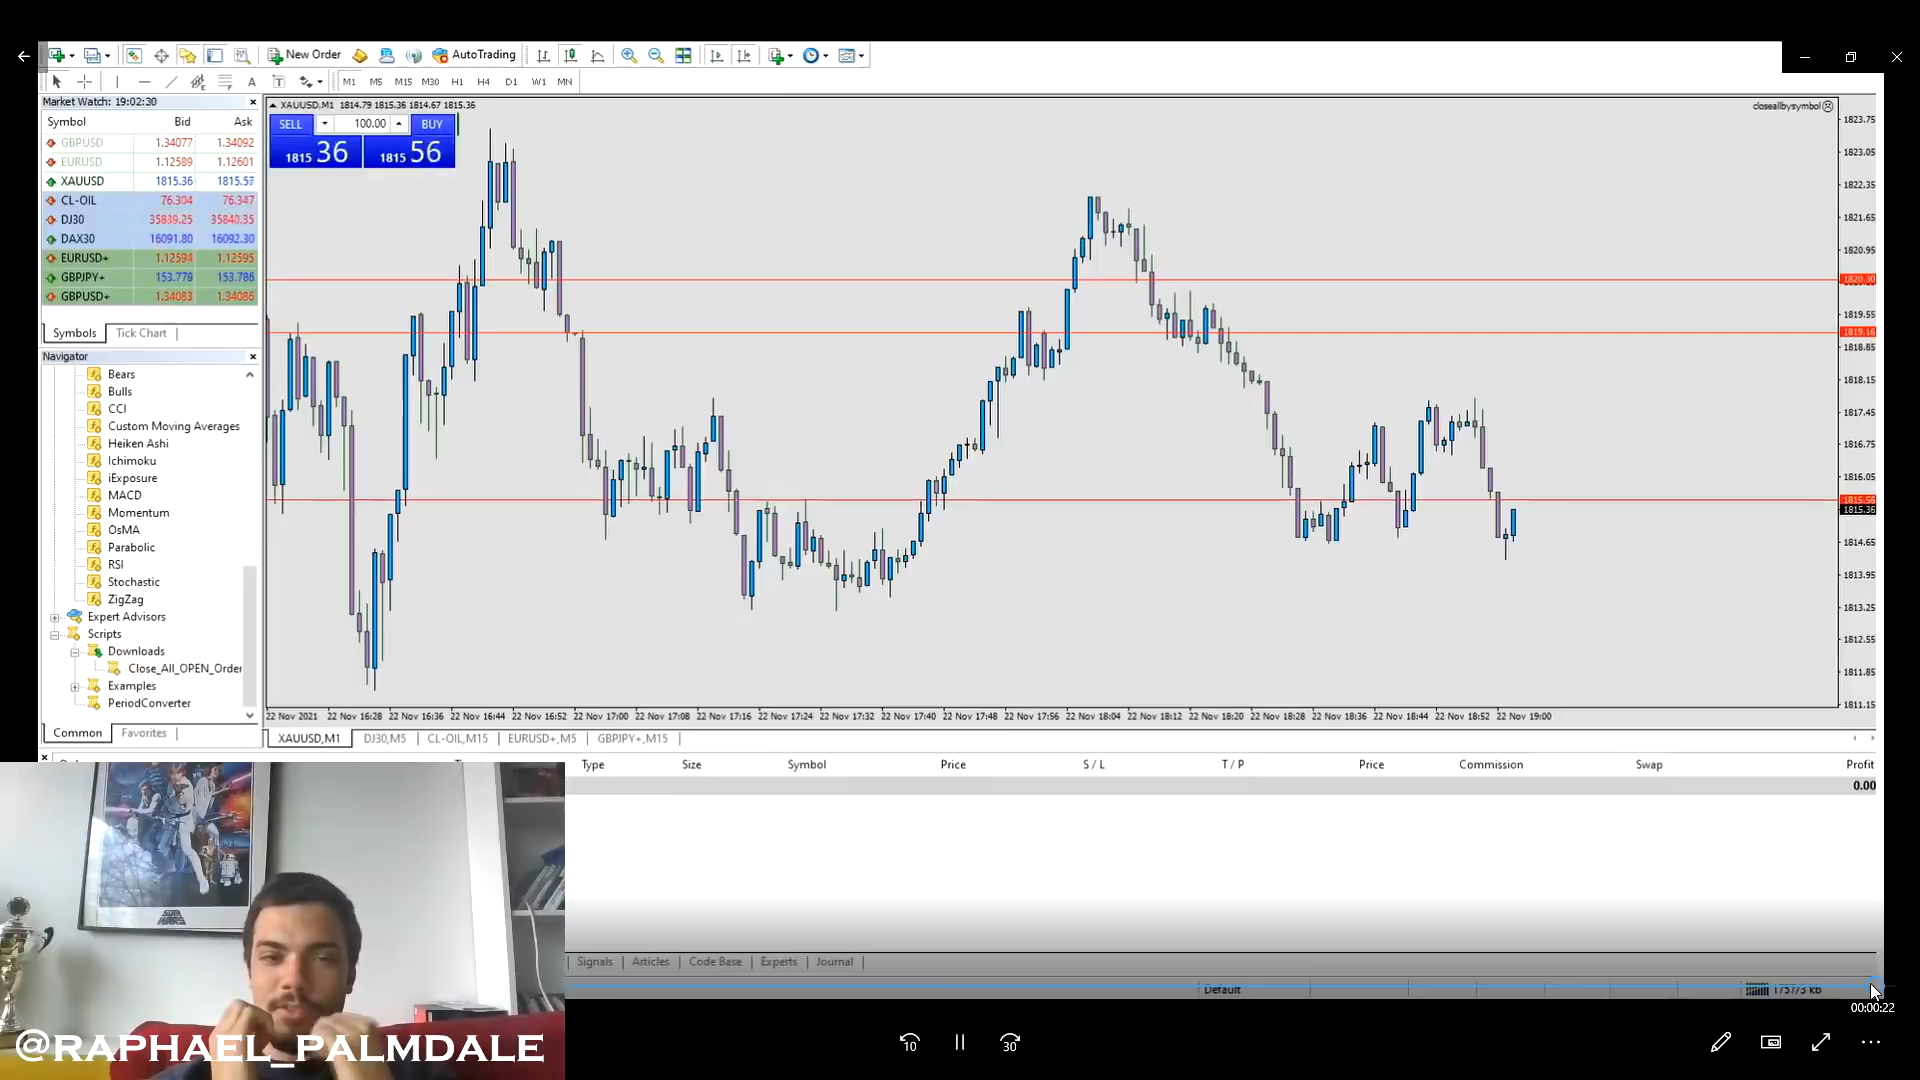 New Order
AutoTrading
A
T
M1 M5 M15 M30 H1 H4 D1 W1 MN
Market Watch: 19:02:30
Symbol Bid Ask
GBPUSD 1.34077 1.34092
EURUSD 1.12589 1.12601
XAUUSD 1815.36 1815.57
CL-OIL 76.304 76.347
DJ30 35839.25 35840.35
DAX30 16091.80 16092.30
EURUSD+ 1.12594 1.12595
GBPJPY+ 153.779 153.786
GBPUSD+ 1.34083 1.34086
Symbols Tick Chart
Navigator
Bears
Bulls
CCI
Custom Moving Averages
Heiken Ashi
Ichimoku
iExposure
MACD
Momentum
OsMA
Parabolic
RSI
Stochastic
ZigZag
Expert Advisors
Scripts
Downloads
Close_All_OPEN_Order
Examples
PeriodConverter
Common Favorites
XAUUSD,M1 1814.79 1815.36 1814.67 1815.36
closeallbysymbol
SELL 100.00 BUY
1815 36 1815 56
1823.75
1823.05
1822.35
1821.65
1820.95
1820.30
1819.55
1819.16
1818.85
1818.15
1817.45
1816.75
1816.05
1815.56
1815.36
1814.65
1813.95
1813.25
1812.55
1811.85
1811.15
22 Nov 2021 22 Nov 16:28 22 Nov 16:36 22 Nov 16:44 22 Nov 16:52 22 Nov 17:00 22 Nov 17:08 22 Nov 17:16 22 Nov 17:24 22 Nov 17:32 22 Nov 17:40 22 Nov 17:48 22 Nov 17:56 22 Nov 18:04 22 Nov 18:12 22 Nov 18:20 22 Nov 18:28 22 Nov 18:36 22 Nov 18:44 22 Nov 18:52 22 Nov 19:00
XAUUSD,M1 DJ30,M5 CL-OIL,M15 EURUSD+,M5 GBPJPY+,M15
Type Size Symbol Price S / L T / P Price Commission Swap Profit
0.00
Signals Articles Code Base Experts Journal
Default
00:00:22
10 30
STAR
WARS
@RAPHAEL_PALMDALE